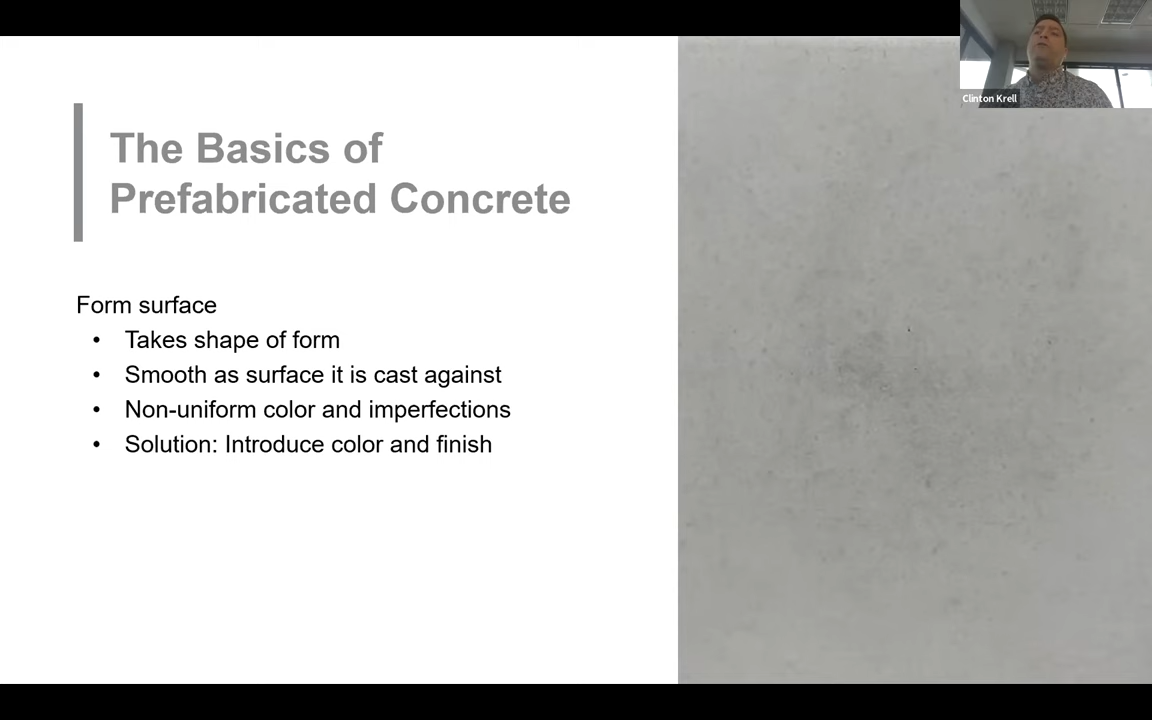 The Basics of
Prefabricated Concrete
Form surface
• Takes shape of form
• Smooth as surface it is cast against
• Non-uniform color and imperfections
• Solution: Introduce color and finish
Clinton Krell